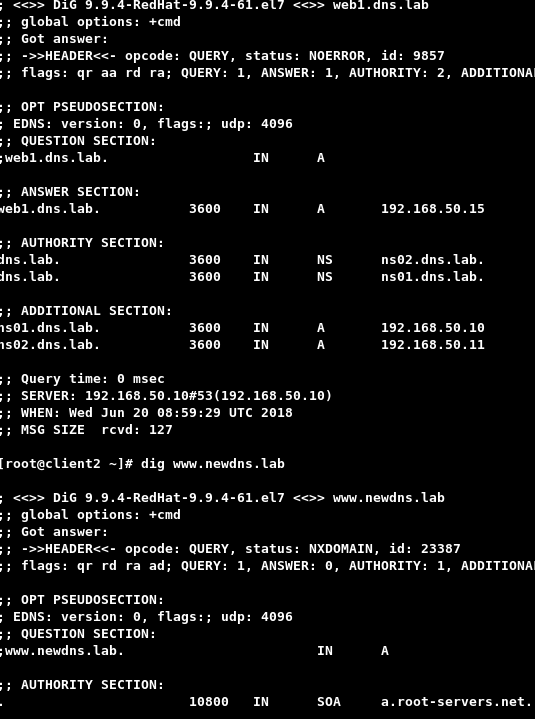 ; <<>> DiG 9.9.4-RedHat-9.9.4-61.el7 <<>> web1.dns.lab
;; global options: +cmd
;; Got answer:
;; ->>HEADER<<- opcode: QUERY, status: NOERROR, id: 9857
;; flags: qr aa rd ra; QUERY: 1, ANSWER: 1, AUTHORITY: 2, ADDITIONA
;; OPT PSEUDOSECTION:
; EDNS: version: 0, flags:; udp: 4096
;; QUESTION SECTION:
;web1.dns.lab. IN A
;; ANSWER SECTION:
web1.dns.lab. 3600 IN A 192.168.50.15
;; AUTHORITY SECTION:
dns.lab. 3600 IN NS ns02.dns.lab.
dns.lab. 3600 IN NS ns01.dns.lab.
;; ADDITIONAL SECTION:
ns01.dns.lab. 3600 IN A 192.168.50.10
ns02.dns.lab. 3600 IN A 192.168.50.11
;; Query time: 0 msec
;; SERVER: 192.168.50.10#53(192.168.50.10)
;; WHEN: Wed Jun 20 08:59:29 UTC 2018
;; MSG SIZE rcvd: 127
[root@client2 ~]# dig www.newdns.lab
; <<>> DiG 9.9.4-RedHat-9.9.4-61.el7 <<>> www.newdns.lab
;; global options: +cmd
;; Got answer:
;; ->>HEADER<<- opcode: QUERY, status: NXDOMAIN, id: 23387
;; flags: qr rd ra ad; QUERY: 1, ANSWER: 0, AUTHORITY: 1, ADDITIONA
;; OPT PSEUDOSECTION:
; EDNS: version: 0, flags:; udp: 4096
;; QUESTION SECTION:
;www.newdns.lab. IN A
;; AUTHORITY SECTION:
. 10800 IN SOA a.root-servers.net.